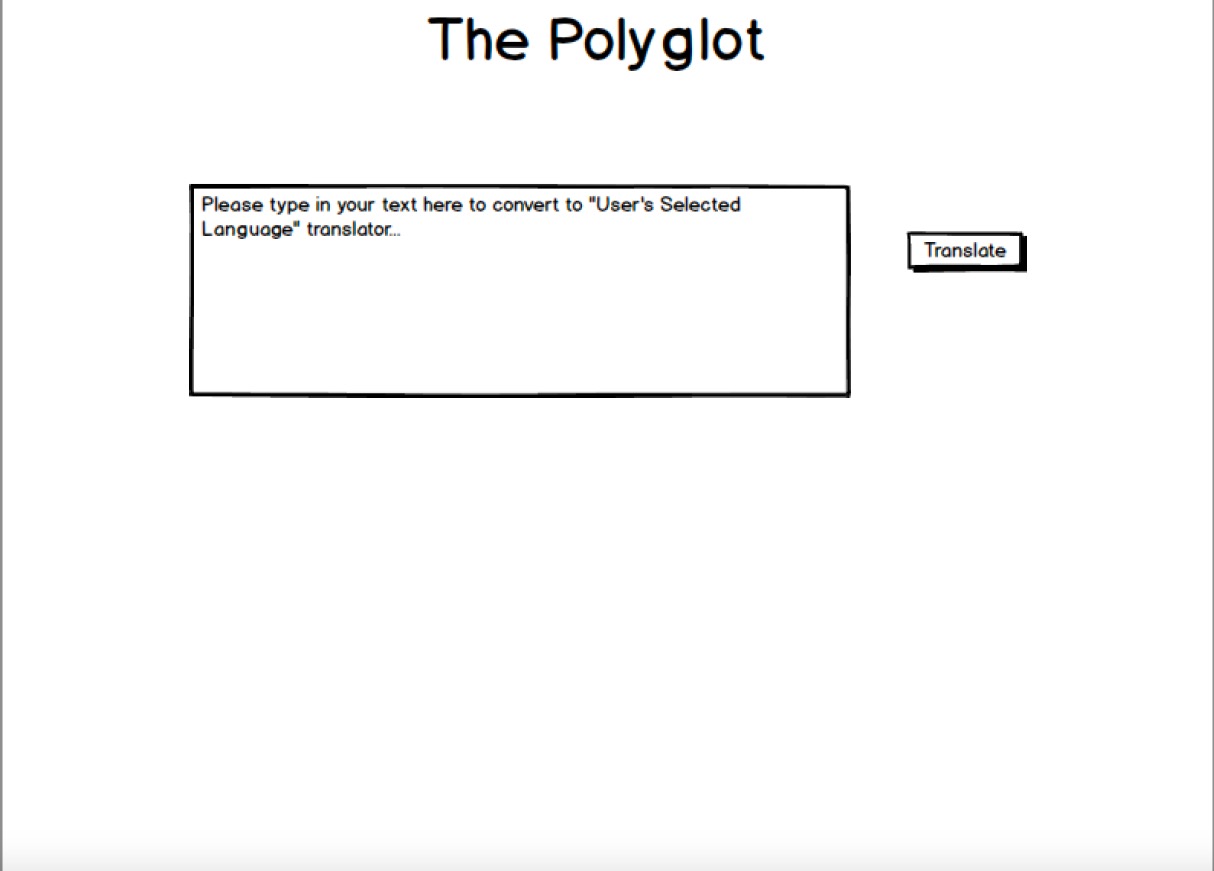 The Polyglot
Please type in your text here to convert to "User's Selected
Language" translator...
Translate